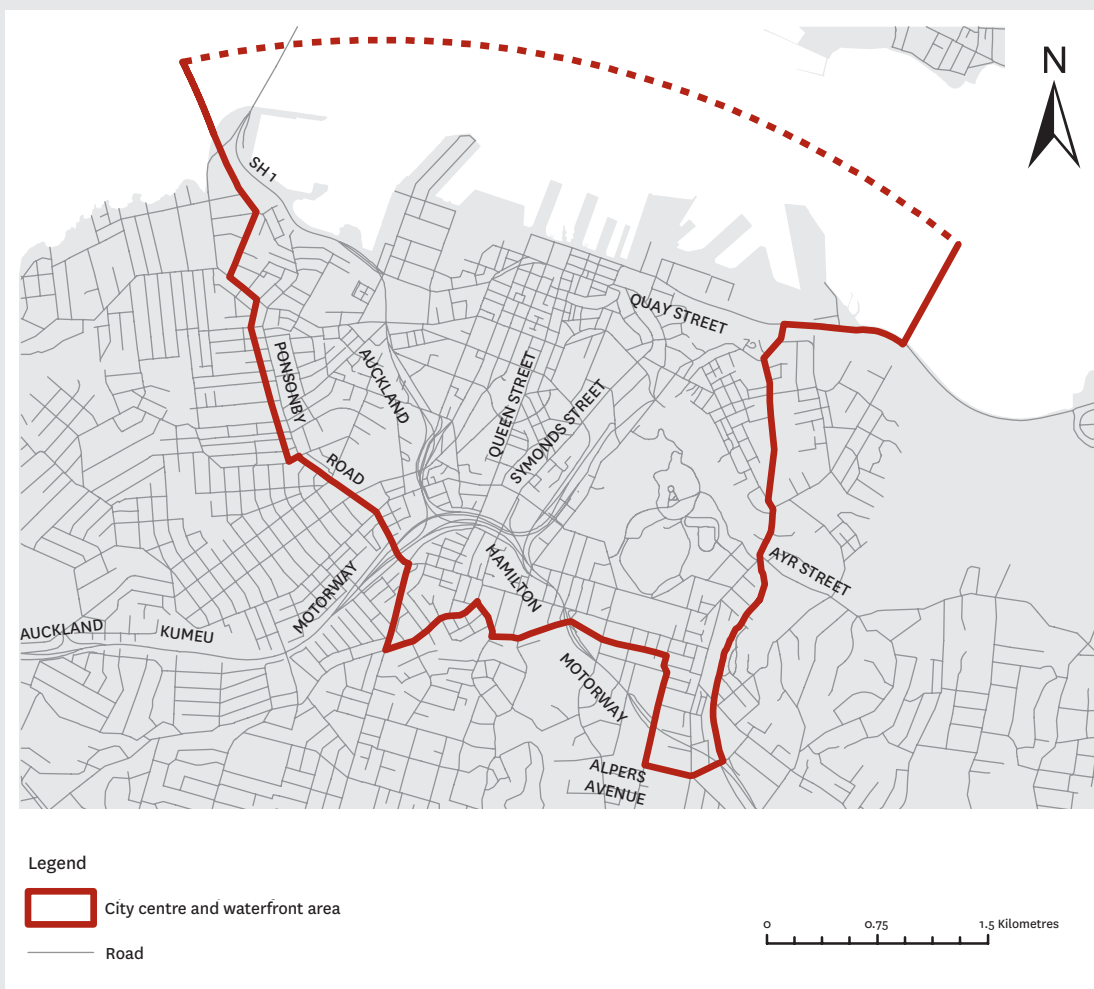 N
SH 1
QUAY STREET
PONSONBY
AUCKLAND
QUEEN STREET
SYMONDS STREET
ROAD
HAMILTON
AYR STREET
MOTORWAY
AUCKLAND
KUMEU
MOTORWAY
ALPERS
AVENUE
Legend
City centre and waterfront area
Road
0 0.75 1.5 Kilometres